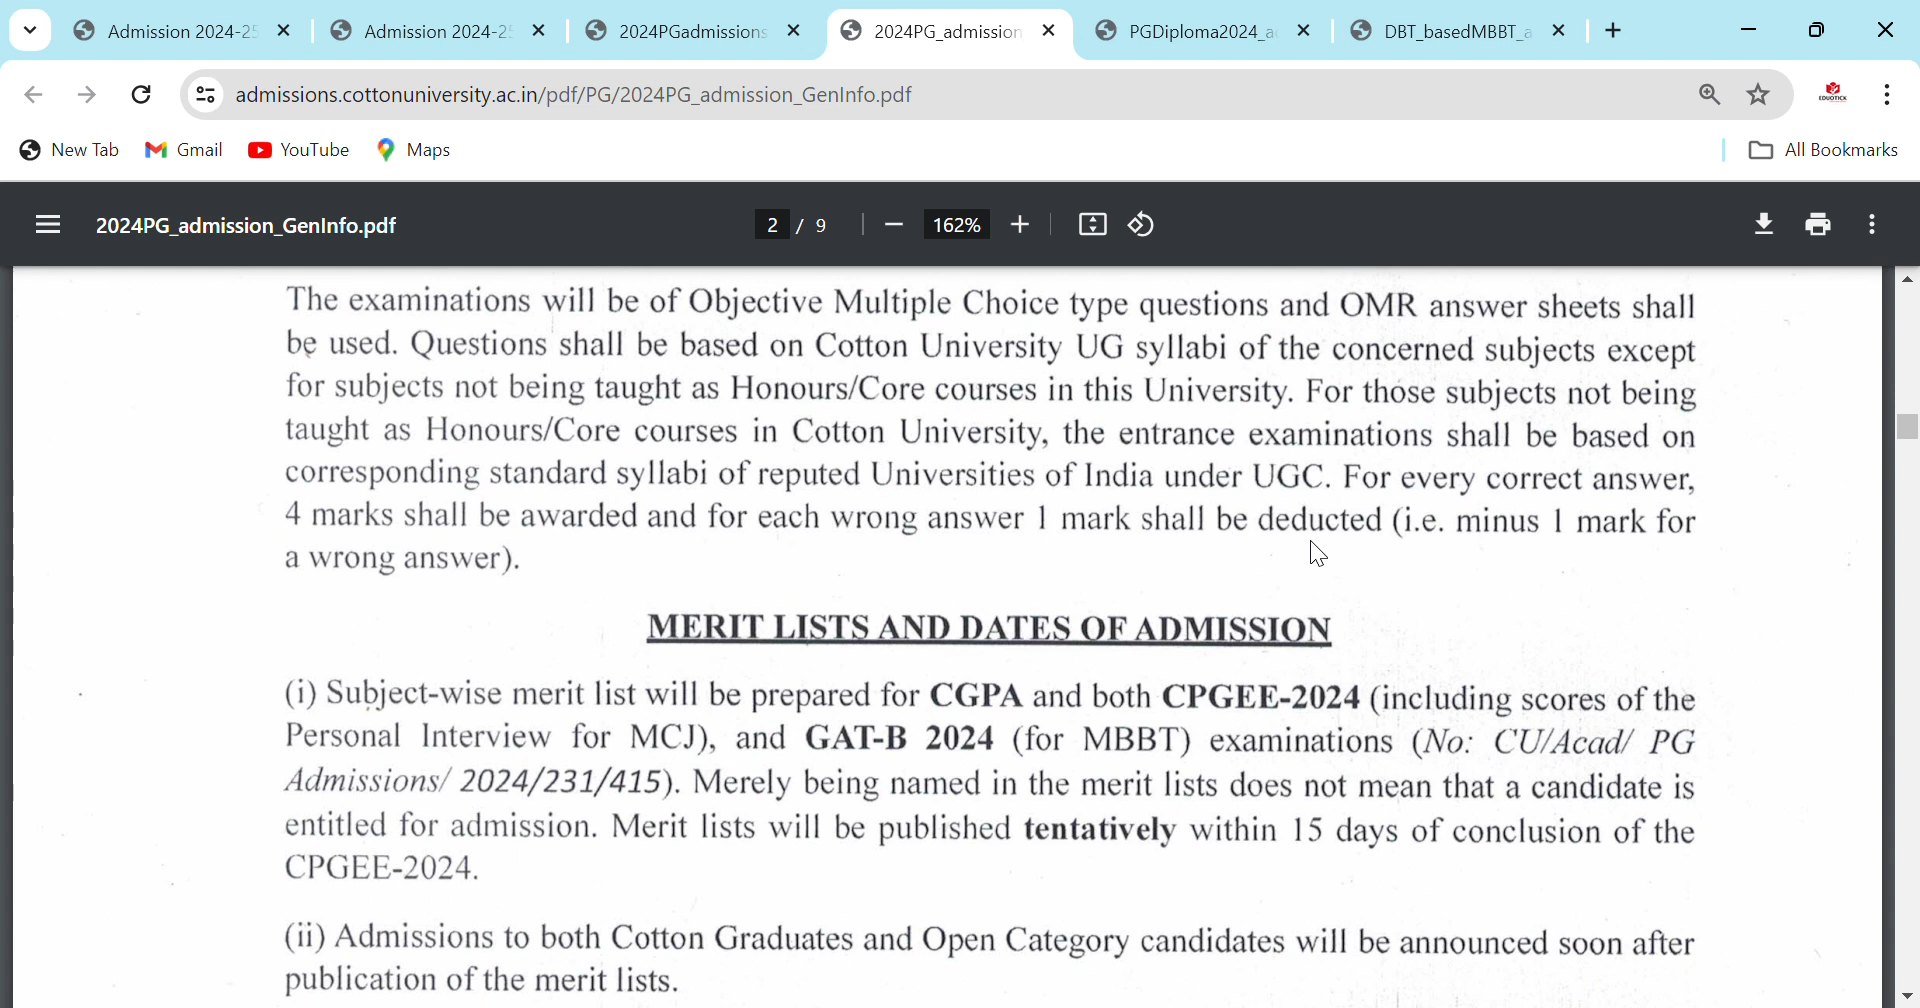 Admission 2024-25
Admission 2024-25
2024PGadmissions
2024PG_admission
PGDiploma2024_a
DBT_basedMBBT_a
admissions.cottonuniversity.ac.in/pdf/PG/2024PG_admission_GenInfo.pdf
EDUOTICK
New Tab
Gmail
YouTube
Maps
All Bookmarks
2024PG_admission_GenInfo.pdf
2 / 9
162%
The examinations will be of Objective Multiple Choice type questions and OMR answer sheets shall
be used. Questions shall be based on Cotton University UG syllabi of the concerned subjects except
for subjects not being taught as Honours/Core courses in this University. For those subjects not being
taught as Honours/Core courses in Cotton University, the entrance examinations shall be based on
corresponding standard syllabi of reputed Universities of India under UGC. For every correct answer,
4 marks shall be awarded and for each wrong answer 1 mark shall be deducted (i.e. minus 1 mark for
a wrong answer).
MERIT LISTS AND DATES OF ADMISSION
(i) Subject-wise merit list will be prepared for CGPA and both CPGEE-2024 (including scores of the
Personal Interview for MCJ), and GAT-B 2024 (for MBBT) examinations (No: CU/Acad/ PG
Admissions/ 2024/231/415). Merely being named in the merit lists does not mean that a candidate is
entitled for admission. Merit lists will be published tentatively within 15 days of conclusion of the
CPGEE-2024.
(ii) Admissions to both Cotton Graduates and Open Category candidates will be announced soon after
publication of the merit lists.